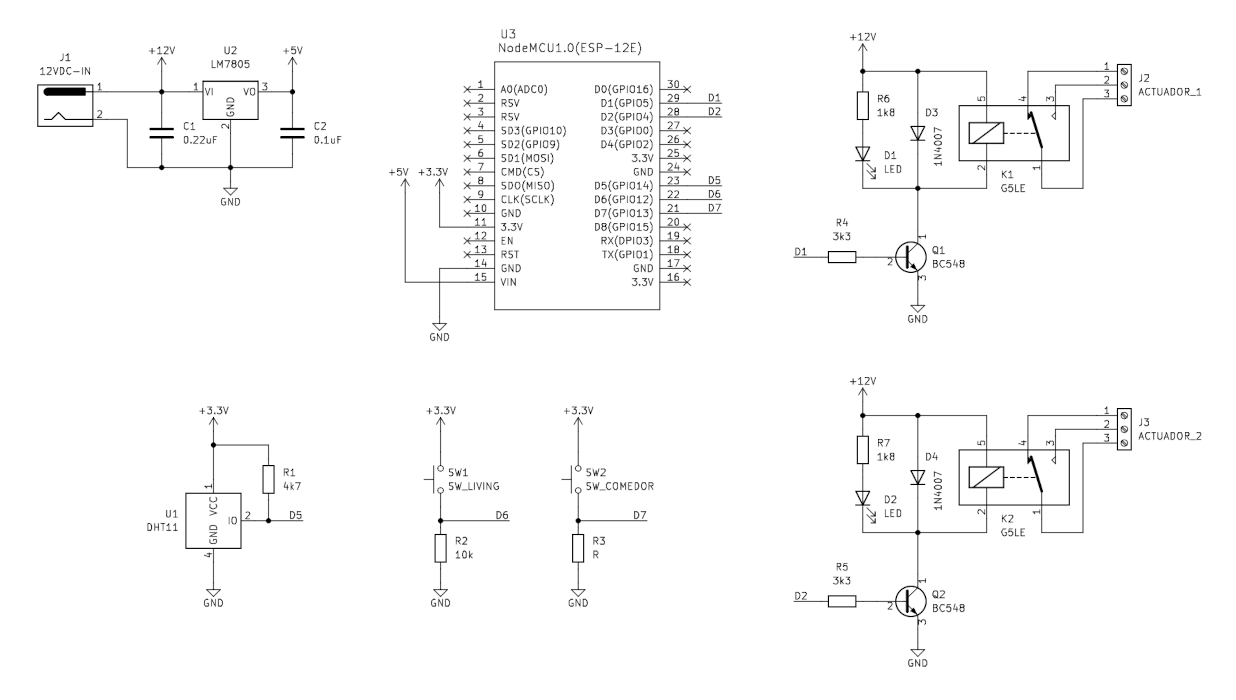 J1
12VDC-IN
1
2
+12V
C1
0.22uF
U2
LM7805
1 VI VO 3
GND
2
+5V
C2
0.1uF
GND
U3
NodeMCU1.0(ESP-12E)
1 A0(ADC0) D0(GPIO16) 30
2 RSV D1(GPIO5) 29 D1
3 RSV D2(GPIO4) 28 D2
4 SD3(GPIO10) D3(GPIO0) 27
5 SD2(GPIO9) D4(GPIO2) 26
6 SD1(MOSI) 3.3V 25
7 CMD(CS) GND 24
8 SD0(MISO) D5(GPIO14) 23 D5
9 CLK(SCLK) D6(GPIO12) 22 D6
10 GND D7(GPIO13) 21 D7
11 3.3V D8(GPIO15) 20
12 EN RX(DPIO3) 19
13 RST TX(GPIO1) 18
14 GND GND 17
15 VIN 3.3V 16
+5V +3.3V
GND
+12V
R6
1k8
D1
LED
D3
1N4007
5 4 3
2 1
K1
G5LE
1
2
3
J2
ACTUADOR_1
D1
R4
3k3
2
1
3
Q1
BC548
GND
+3.3V
R1
4k7
1
U1
DHT11
VCC
IO 2 D5
GND
4
GND
+3.3V
SW1
SW_LIVING
D6
R2
10k
GND
+3.3V
SW2
SW_COMEDOR
D7
R3
R
GND
+12V
R7
1k8
D2
LED
D4
1N4007
5 4 3
2 1
K2
G5LE
1
2
3
J3
ACTUADOR_2
D2
R5
3k3
2
1
3
Q2
BC548
GND